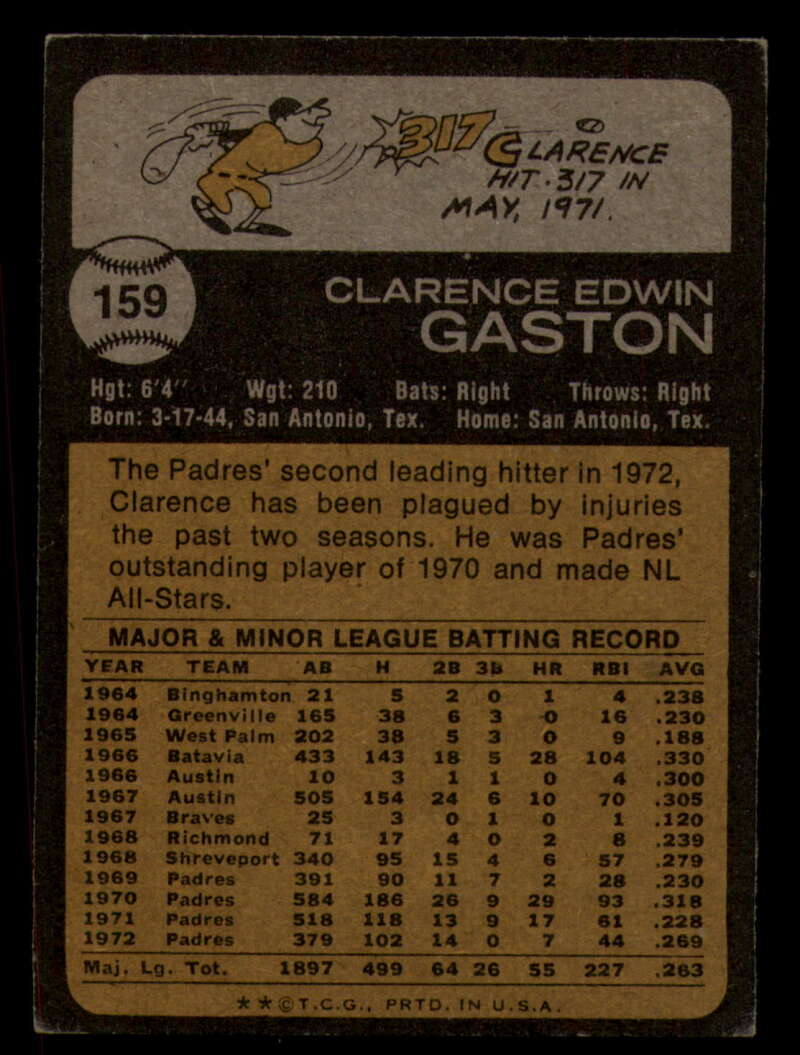 317 CLARENCE
HIT .317 IN
MAY, 1971.
159
CLARENCE EDWIN
GASTON
Hgt: 6'4" Wgt: 210 Bats: Right Throws: Right
Born: 3-17-44, San Antonio, Tex. Home: San Antonio, Tex.
The Padres' second leading hitter in 1972,
Clarence has been plagued by injuries
the past two seasons. He was Padres'
outstanding player of 1970 and made NL
All-Stars.
MAJOR & MINOR LEAGUE BATTING RECORD
YEAR TEAM AB H 2B 3B HR RBI AVG
1964 Binghamton 21 5 2 0 1 4 .238
1964 Greenville 165 38 6 3 0 16 .230
1965 West Palm 202 38 5 3 0 9 .188
1966 Batavia 433 143 18 5 28 104 .330
1966 Austin 10 3 1 1 0 4 .300
1967 Austin 505 154 24 6 10 70 .305
1967 Braves 25 3 0 1 0 1 .120
1968 Richmond 71 17 4 0 2 8 .239
1968 Shreveport 340 95 15 4 6 57 .279
1969 Padres 391 90 11 7 2 28 .230
1970 Padres 584 186 26 9 29 93 .318
1971 Padres 518 118 13 9 17 61 .228
1972 Padres 379 102 14 0 7 44 .269
Maj. Lg. Tot. 1897 499 64 26 55 227 .263
**©T.C.G., PRTD. IN U.S.A.